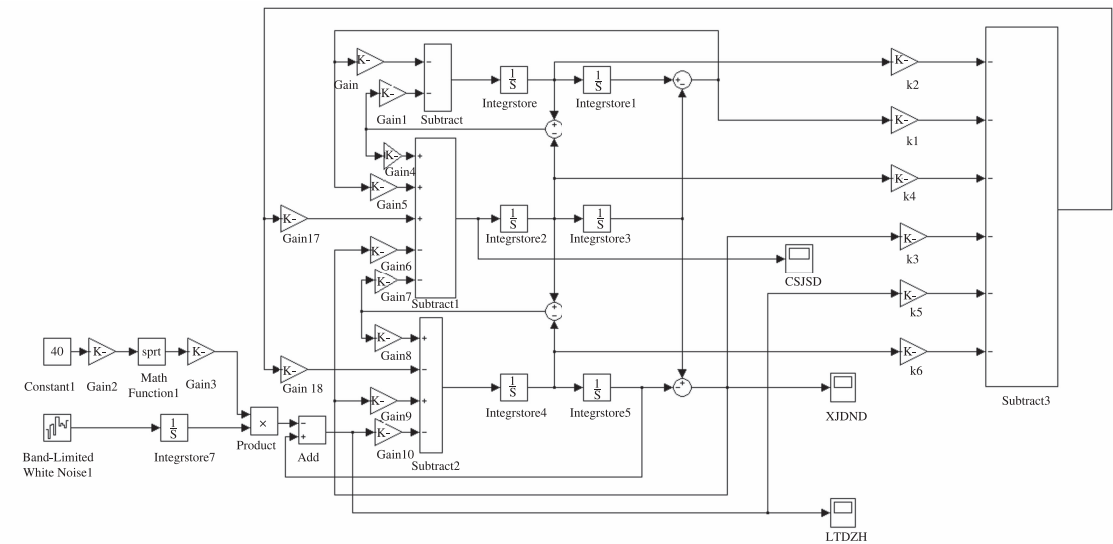 K-
Gain
K-
Gain1
−
−
Subtract
1
S
Integrstore
1
S
Integrstore1
+
−
K-
k2
−
K-
k1
−
+
−
K-
Gain4
+
K-
Gain5
+
K-
Gain17
+
K-
Gain6
−
K-
Gain7
−
Subtract1
1
S
Integrstore2
1
S
Integrstore3
K-
k4
−
K-
k3
−
CSJSD
K-
k5
−
K-
k6
−
Subtract3
−
+
K-
Gain8
+
K-
Gain 18
−
K-
Gain9
+
K-
Gain10
−
Subtract2
1
S
Integrstore4
1
S
Integrstore5
−
+
XJDND
40
Constant1
K-
Gain2
sprt
Math
Function1
K-
Gain3
Band-Limited
White Noise1
1
S
Integrstore7
×
Product
−
+
Add
LTDZH